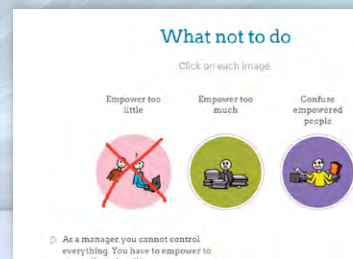 What not to do
Click on each image.
Empower too little
Empower too much
Confuse empowered people
As a manager, you cannot control
everything. You have to empower to